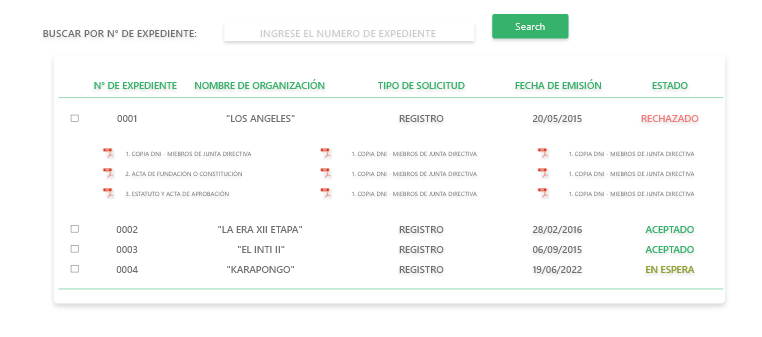 BUSCAR POR N° DE EXPEDIENTE: INGRESE EL NUMERO DE EXPEDIENTE Search
N° DE EXPEDIENTE NOMBRE DE ORGANIZACIÓN TIPO DE SOLICITUD FECHA DE EMISIÓN ESTADO
0001 "LOS ANGELES" REGISTRO 20/05/2015 RECHAZADO
1. COPIA DNI - MIEBROS DE JUNTA DIRECTIVA 1. COPIA DNI - MIEBROS DE JUNTA DIRECTIVA 1. COPIA DNI - MIEBROS DE JUNTA DIRECTIVA
2. ACTA DE FUNDACIÓN O CONSTITUCIÓN 1. COPIA DNI - MIEBROS DE JUNTA DIRECTIVA 1. COPIA DNI - MIEBROS DE JUNTA DIRECTIVA
3. ESTATUTO Y ACTA DE APROBACIÓN 1. COPIA DNI - MIEBROS DE JUNTA DIRECTIVA 1. COPIA DNI - MIEBROS DE JUNTA DIRECTIVA
0002 "LA ERA XII ETAPA" REGISTRO 28/02/2016 ACEPTADO
0003 "EL INTI II" REGISTRO 06/09/2015 ACEPTADO
0004 "KARAPONGO" REGISTRO 19/06/2022 EN ESPERA